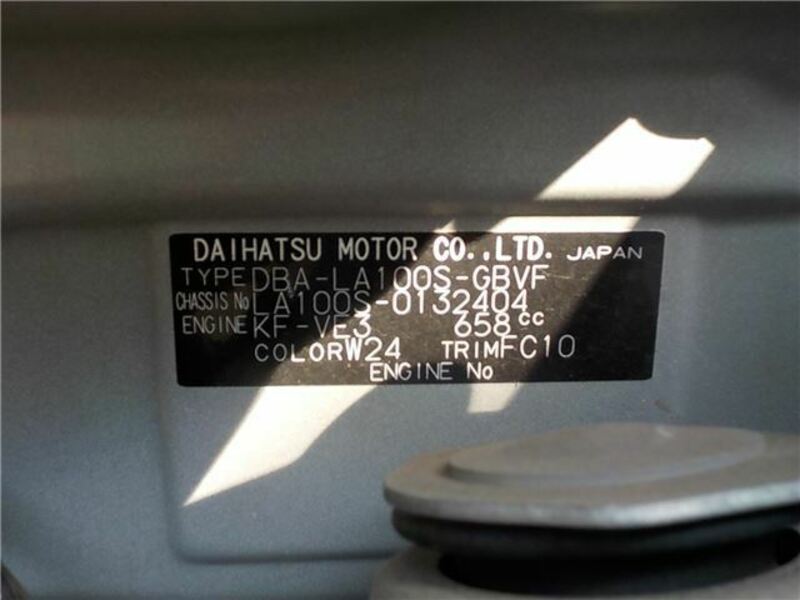 DAIHATSU MOTOR CO.,LTD. JAPAN
TYPE DBA-LA100S-GBVF
CHASSIS No LA100S-0132404
ENGINE KF-VE3 658cc
COLOR W24 TRIM FC10
ENGINE No